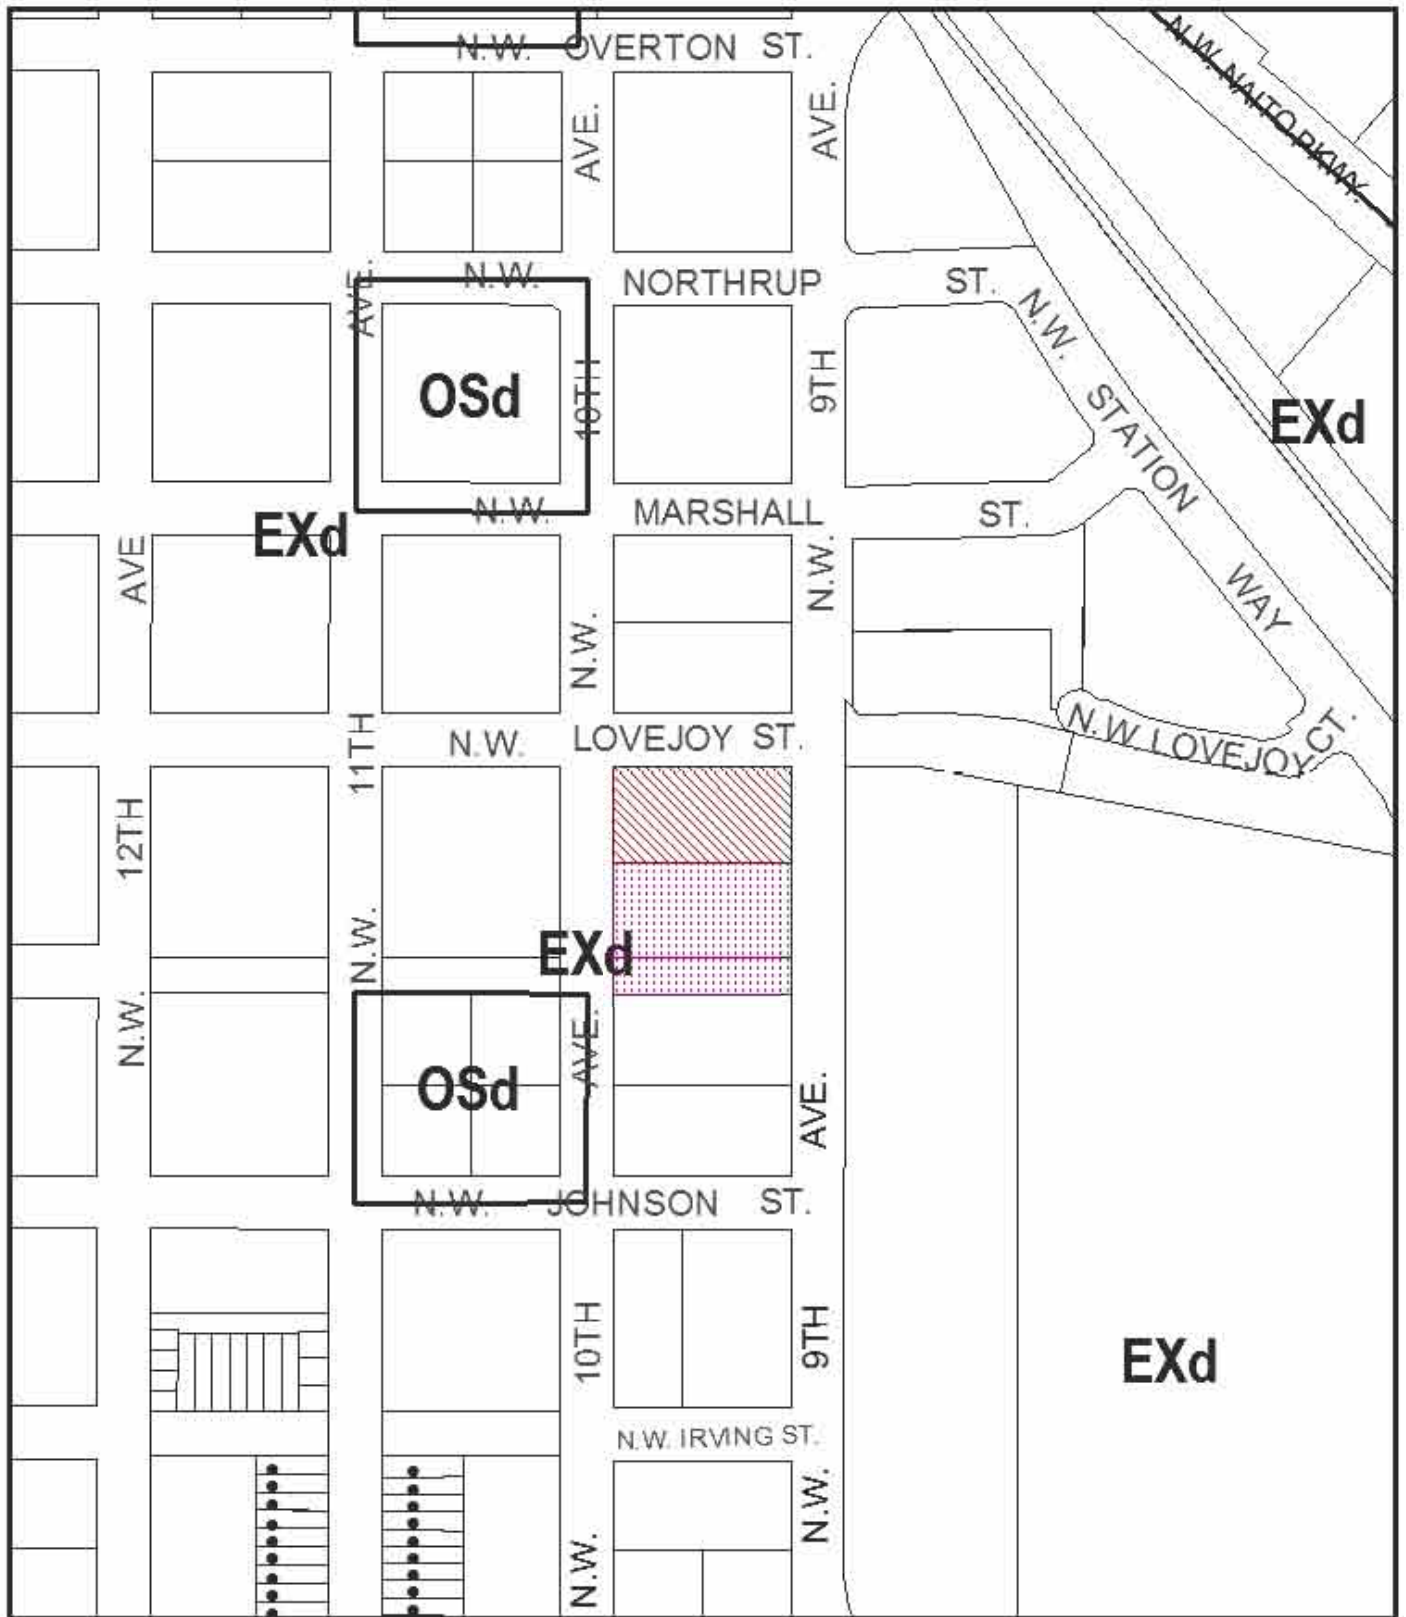 N.W. OVERTON ST.
N.W. NAITO PKWY.
AVE.
AVE.
AVE.
N.W. NORTHRUP ST.
N.W. STATION WAY
OSd
10TH
9TH
EXd
N.W. MARSHALL ST.
EXd
AVE
N.W.
N.W.
11TH
N.W. LOVEJOY ST.
N.W. LOVEJOY CT.
12TH
N.W.
EXd
N.W.
AVE.
OSd
AVE.
N.W. JOHNSON ST.
10TH
9TH
EXd
N.W. IRVING ST.
N.W.
N.W.